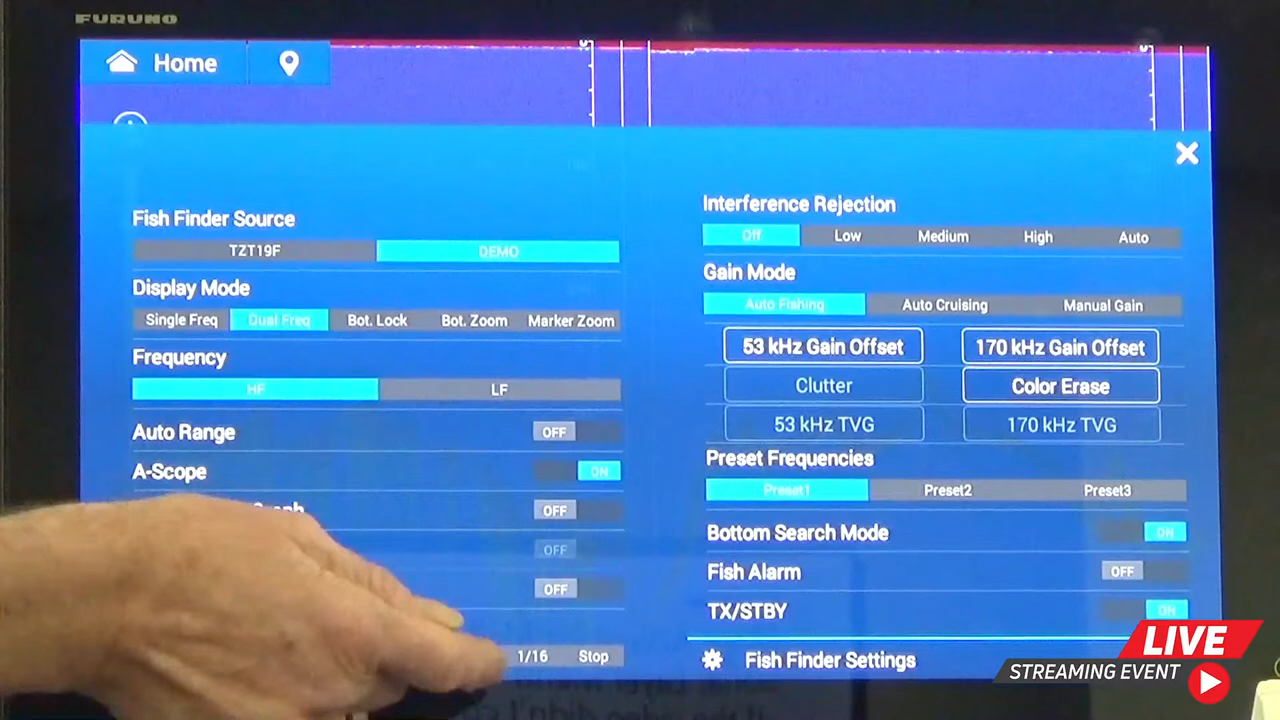 FURUNO
Home
Fish Finder Source
TZT19F
DEMO
Display Mode
Single Freq
Dual Freq
Bot. Lock
Bot. Zoom
Marker Zoom
Frequency
HF
LF
Auto Range
OFF
A-Scope
ON
OFF
OFF
OFF
1/16
Stop
Interference Rejection
Off
Low
Medium
High
Auto
Gain Mode
Auto Fishing
Auto Cruising
Manual Gain
53 kHz Gain Offset
170 kHz Gain Offset
Clutter
Color Erase
53 kHz TVG
170 kHz TVG
Preset Frequencies
Preset1
Preset2
Preset3
Bottom Search Mode
ON
Fish Alarm
OFF
TX/STBY
ON
Fish Finder Settings
LIVE
STREAMING EVENT